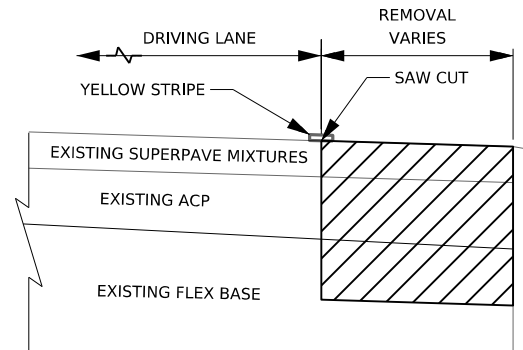 REMOVAL
VARIES
DRIVING LANE
SAW CUT
YELLOW STRIPE
EXISTING SUPERPAVE MIXTURES
EXISTING ACP
EXISTING FLEX BASE